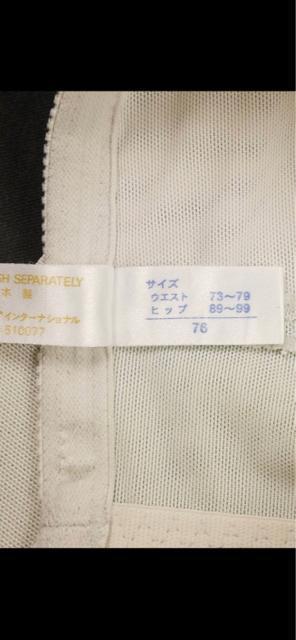 SH SEPARATELY
本 製
インターナショナル
510077
サイズ
ウエスト 73〜79
ヒップ 89〜99
76